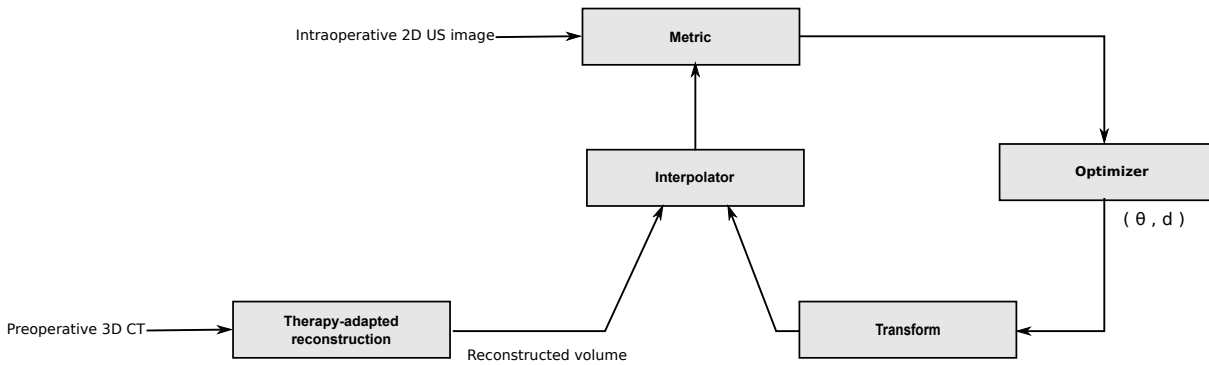 Intraoperative 2D US image
Metric
Interpolator
Optimizer
( θ , d )
Preoperative 3D CT
Therapy-adapted
reconstruction
Reconstructed volume
Transform